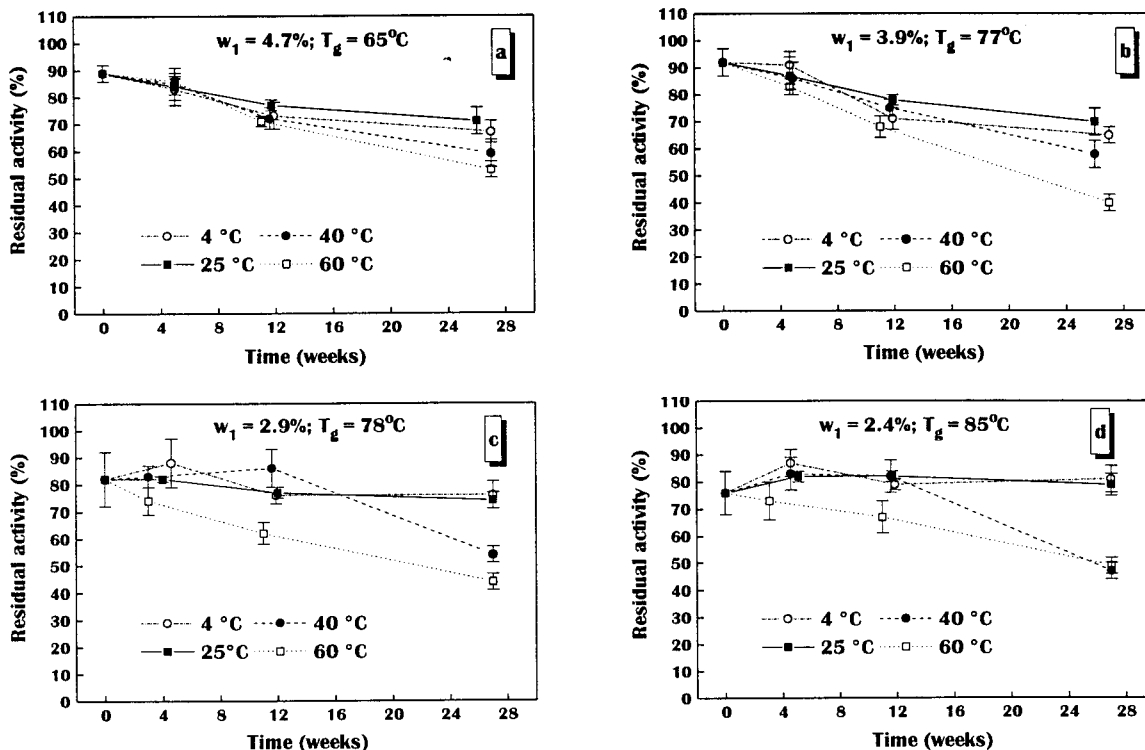 w₁ = 4.7%; Tg = 65°C
a
110
100
90
80
70
60
50
40
30
20
10
0
Residual activity (%)
4 °C 40 °C
25 °C 60 °C
0 4 8 12 16 20 24 28
Time (weeks)
w₁ = 3.9%; Tg = 77°C
b
110
100
90
80
70
60
50
40
30
20
10
0
Residual activity (%)
4 °C 40 °C
25 °C 60 °C
0 4 8 12 16 20 24 28
Time (weeks)
w₁ = 2.9%; Tg = 78°C
c
110
100
90
80
70
60
50
40
30
20
10
0
Residual activity (%)
4 °C 40 °C
25°C 60 °C
0 4 8 12 16 20 24 28
Time (weeks)
w₁ = 2.4%; Tg = 85°C
d
110
100
90
80
70
60
50
40
30
20
10
0
Residual activity (%)
4 °C 40 °C
25 °C 60 °C
0 4 8 12 16 20 24 28
Time (weeks)